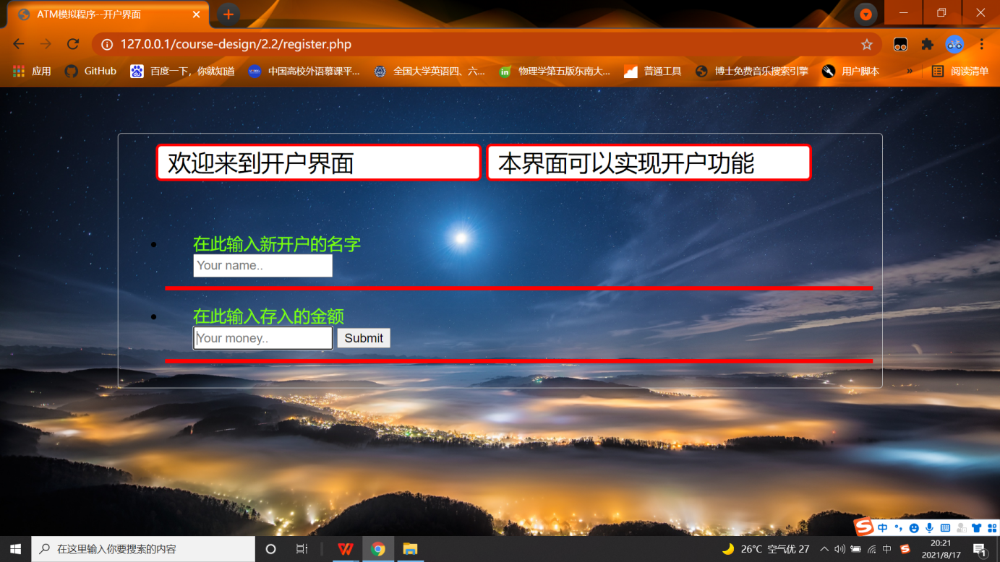 ATM模拟程序--开户界面
127.0.0.1/course-design/2.2/register.php
应用 GitHub 百度一下，你就知道 中国高校外语慕课平... 全国大学英语四、六... 物理学第五版东南大... 普通工具 博士免费音乐搜索引擎 用户脚本 » 阅读清单
欢迎来到开户界面 本界面可以实现开户功能
在此输入新开户的名字
Your name..
在此输入存入的金额
Your money.. Submit
中
在这里输入你要搜索的内容 26°C 空气优 27 中 20:21
2021/8/17 1